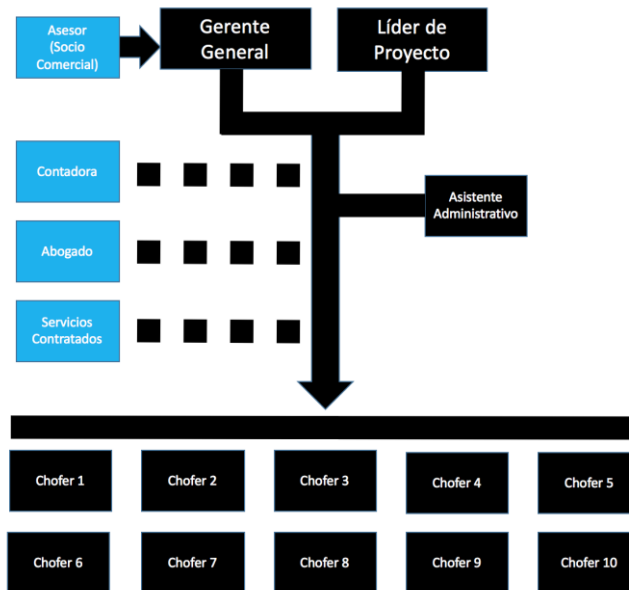 Asesor
(Socio
Comercial)
Gerente
General
Líder de
Proyecto
Contadora
Asistente
Administrativo
Abogado
Servicios
Contratados
Chofer 1
Chofer 2
Chofer 3
Chofer 4
Chofer 5
Chofer 6
Chofer 7
Chofer 8
Chofer 9
Chofer 10